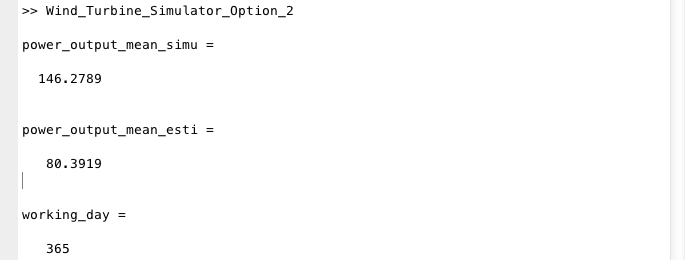 >> Wind_Turbine_Simulator_Option_2
power_output_mean_simu =
146.2789
power_output_mean_esti =
80.3919
working_day =
365